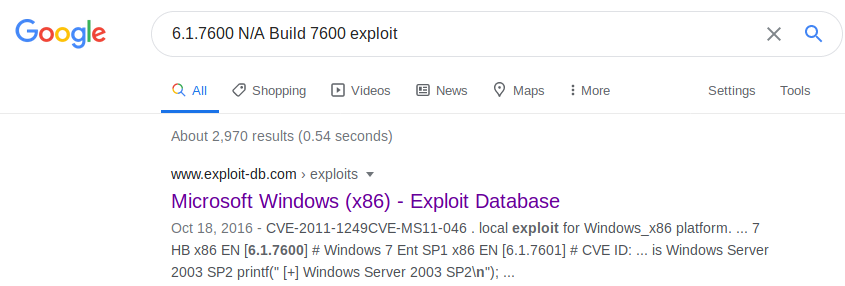 Google
6.1.7600 N/A Build 7600 exploit
All Shopping Videos News Maps More Settings Tools
About 2,970 results (0.54 seconds)
www.exploit-db.com › exploits
Microsoft Windows (x86) - Exploit Database
Oct 18, 2016 - CVE-2011-1249CVE-MS11-046 . local exploit for Windows_x86 platform. ... 7
HB x86 EN [6.1.7600] # Windows 7 Ent SP1 x86 EN [6.1.7601] # CVE ID: ... is Windows Server
2003 SP2 printf(" [+] Windows Server 2003 SP2\n"); ...